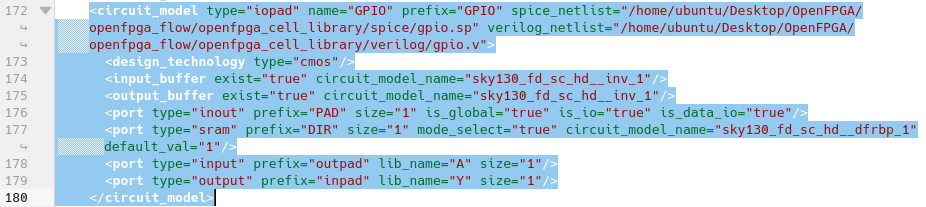 172 <circuit_model type="iopad" name="GPIO" prefix="GPIO" spice_netlist="/home/ubuntu/Desktop/OpenFPGA/
openfpga_flow/openfpga_cell_library/spice/gpio.sp" verilog_netlist="/home/ubuntu/Desktop/OpenFPGA/
openfpga_flow/openfpga_cell_library/verilog/gpio.v">
173 <design_technology type="cmos"/>
174 <input_buffer exist="true" circuit_model_name="sky130_fd_sc_hd__inv_1"/>
175 <output_buffer exist="true" circuit_model_name="sky130_fd_sc_hd__inv_1"/>
176 <port type="inout" prefix="PAD" size="1" is_global="true" is_io="true" is_data_io="true"/>
177 <port type="sram" prefix="DIR" size="1" mode_select="true" circuit_model_name="sky130_fd_sc_hd__dfrbp_1"
default_val="1"/>
178 <port type="input" prefix="outpad" lib_name="A" size="1"/>
179 <port type="output" prefix="inpad" lib_name="Y" size="1"/>
180 </circuit_model>